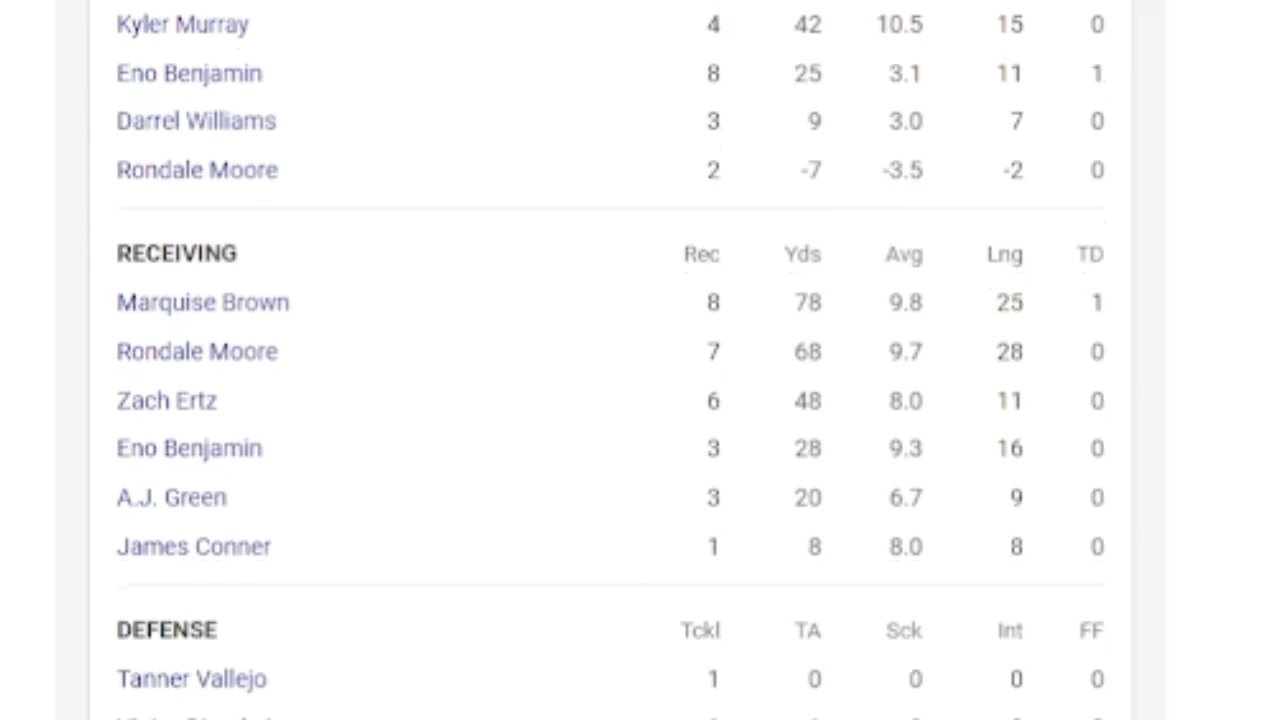 Kyler Murray 4 42 10.5 15 0
Eno Benjamin 8 25 3.1 11 1
Darrel Williams 3 9 3.0 7 0
Rondale Moore 2 -7 -3.5 -2 0
RECEIVING Rec Yds Avg Lng TD
Marquise Brown 8 78 9.8 25 1
Rondale Moore 7 68 9.7 28 0
Zach Ertz 6 48 8.0 11 0
Eno Benjamin 3 28 9.3 16 0
A.J. Green 3 20 6.7 9 0
James Conner 1 8 8.0 8 0
DEFENSE Tckl TA Sck Int FF
Tanner Vallejo 1 0 0 0 0